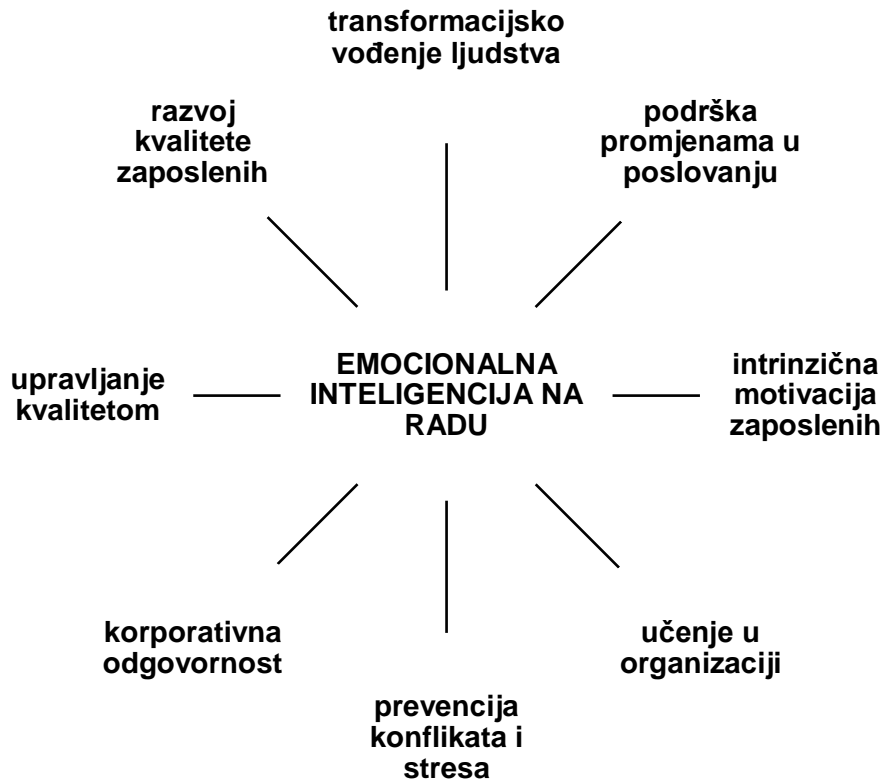 transformacijsko
vođenje ljudstva
razvoj
kvalitete
zaposlenih
podrška
promjenama u
poslovanju
upravljanje
kvalitetom
EMOCIONALNA
INTELIGENCIJA NA
RADU
intrinzična
motivacija
zaposlenih
korporativna
odgovornost
učenje u
organizaciji
prevencija
konflikata i
stresa